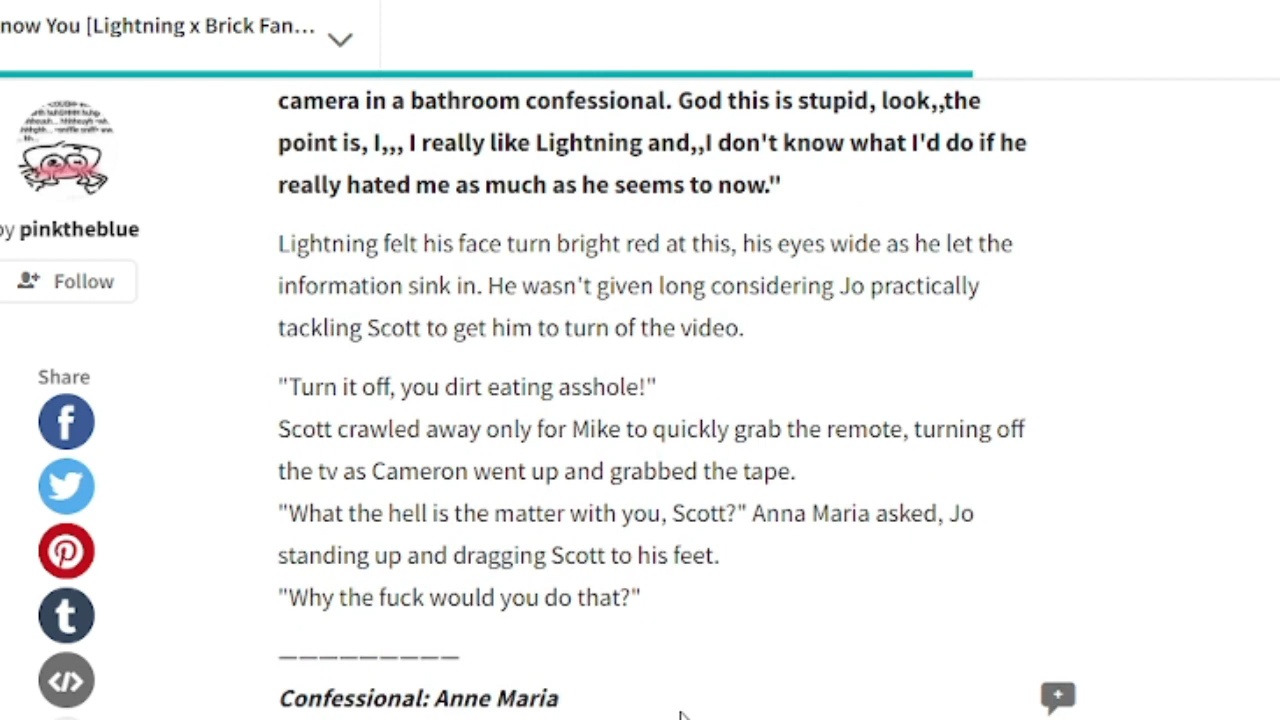 now You [Lightning x Brick Fan...
camera in a bathroom confessional. God this is stupid, look,,the
point is, I,,, I really like Lightning and,,I don't know what I'd do if he
really hated me as much as he seems to now."
by pinktheblue
Follow
Lightning felt his face turn bright red at this, his eyes wide as he let the
information sink in. He wasn't given long considering Jo practically
tackling Scott to get him to turn of the video.
Share
"Turn it off, you dirt eating asshole!"
Scott crawled away only for Mike to quickly grab the remote, turning off
the tv as Cameron went up and grabbed the tape.
"What the hell is the matter with you, Scott?" Anna Maria asked, Jo
standing up and dragging Scott to his feet.
"Why the fuck would you do that?"
—————————
Confessional: Anne Maria